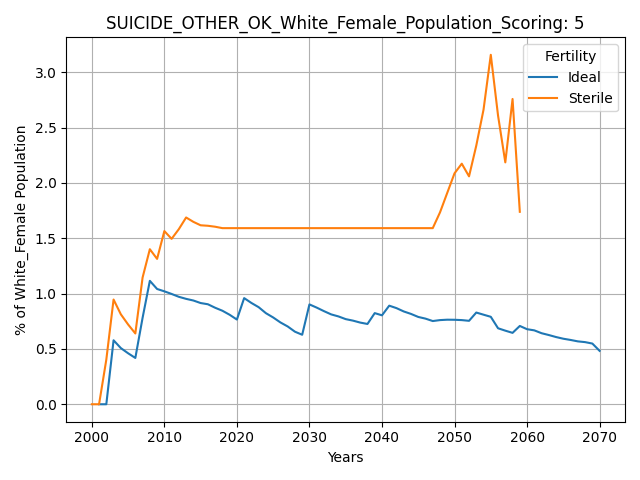 SUICIDE_OTHER_OK_White_Female_Population_Scoring: 5
Fertility
Ideal
Sterile
% of White_Female Population
3.0
2.5
2.0
1.5
1.0
0.5
0.0
2000 2010 2020 2030 2040 2050 2060 2070
Years